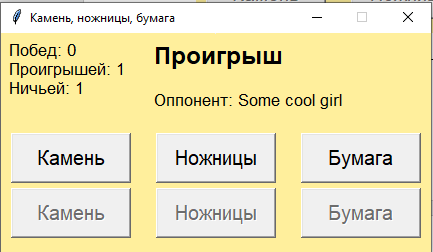 Камень, ножницы, бумага
Побед: 0
Проигрышей: 1
Ничьей: 1
Проигрыш
Оппонент: Some cool girl
Камень Ножницы Бумага
Камень Ножницы Бумага